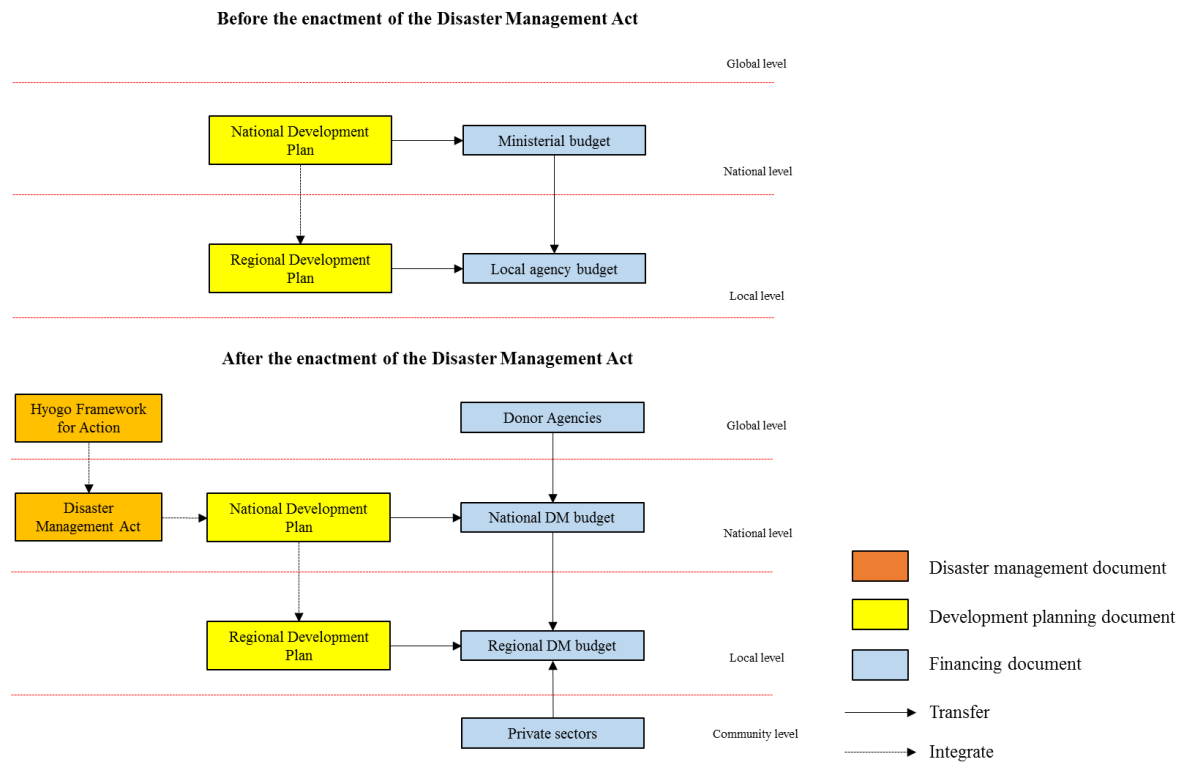 Before the enactment of the Disaster Management Act
Global level
National Development
Plan
Ministerial budget
National level
Regional Development
Plan
Local agency budget
Local level
After the enactment of the Disaster Management Act
Hyogo Framework
for Action
Donor Agencies
Global level
Disaster
Management Act
National Development
Plan
National DM budget
National level
Regional Development
Plan
Regional DM budget
Local level
Private sectors
Community level
Disaster management document
Development planning document
Financing document
Transfer
Integrate